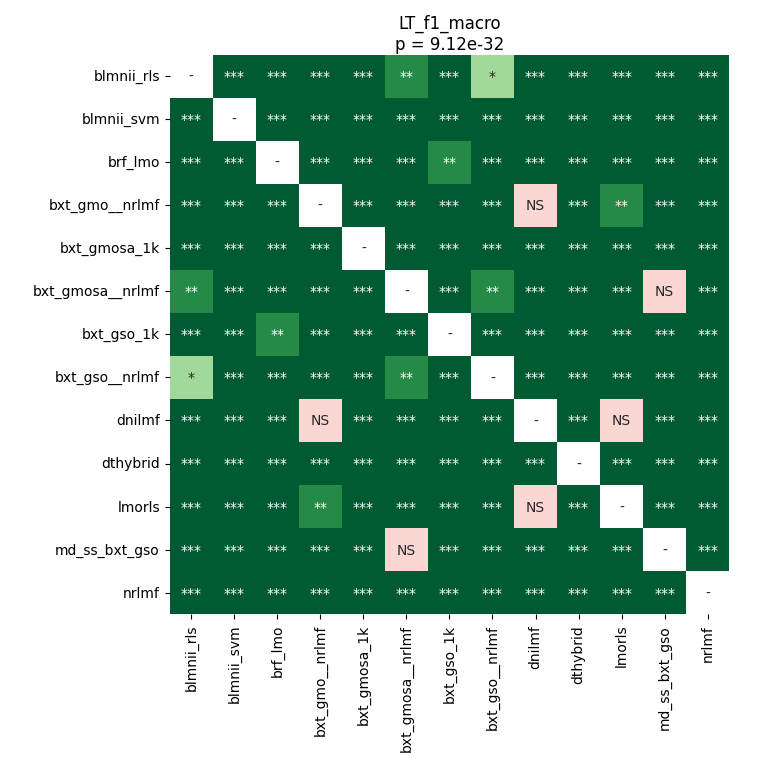 LT_f1_macro
p = 9.12e-32
blmnii_rls - *** *** *** *** ** *** * *** *** *** *** ***
blmnii_svm *** - *** *** *** *** *** *** *** *** *** *** ***
brf_lmo *** *** - *** *** *** ** *** *** *** *** *** ***
bxt_gmo__nrlmf *** *** *** - *** *** *** *** NS *** ** *** ***
bxt_gmosa_1k *** *** *** *** - *** *** *** *** *** *** *** ***
bxt_gmosa__nrlmf ** *** *** *** *** - *** ** *** *** *** NS ***
bxt_gso_1k *** *** ** *** *** *** - *** *** *** *** *** ***
bxt_gso__nrlmf * *** *** *** *** ** *** - *** *** *** *** ***
dnilmf *** *** *** NS *** *** *** *** - *** NS *** ***
dthybrid *** *** *** *** *** *** *** *** *** - *** *** ***
lmorls *** *** *** ** *** *** *** *** NS *** - *** ***
md_ss_bxt_gso *** *** *** *** *** NS *** *** *** *** *** - ***
nrlmf *** *** *** *** *** *** *** *** *** *** *** *** -
blmnii_rls
blmnii_svm
brf_lmo
bxt_gmo__nrlmf
bxt_gmosa_1k
bxt_gmosa__nrlmf
bxt_gso_1k
bxt_gso__nrlmf
dnilmf
dthybrid
lmorls
md_ss_bxt_gso
nrlmf